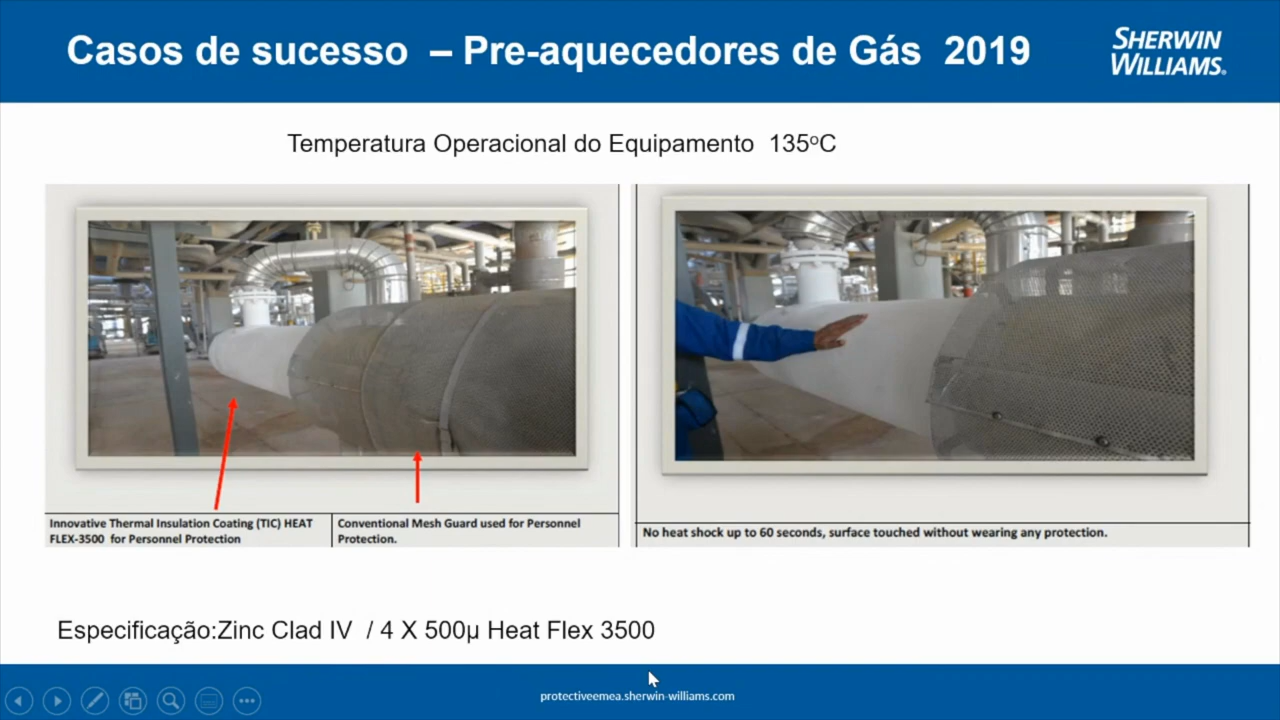 Casos de sucesso – Pre-aquecedores de Gás 2019
SHERWIN
WILLIAMS®
Temperatura Operacional do Equipamento 135ºC
Innovative Thermal Insulation Coating (TIC) HEAT
FLEX-3500 for Personnel Protection
Conventional Mesh Guard used for Personnel
Protection.
No heat shock up to 60 seconds, surface touched without wearing any protection.
Especificação:Zinc Clad IV / 4 X 500µ Heat Flex 3500
protectiveemea.sherwin-williams.com